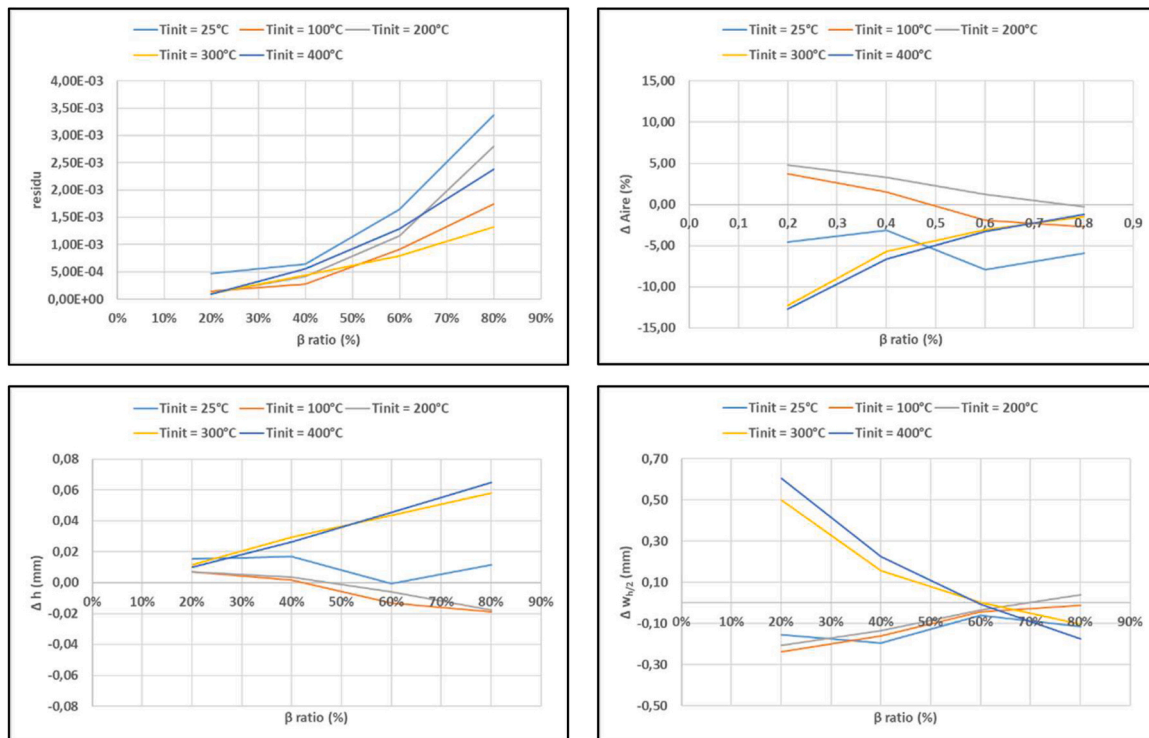 Tinit = 25°C Tinit = 100°C Tinit = 200°C
Tinit = 300°C Tinit = 400°C
4,00E-03
3,50E-03
3,00E-03
2,50E-03
2,00E-03
1,50E-03
1,00E-03
5,00E-04
0,00E+00
residu
0% 10% 20% 30% 40% 50% 60% 70% 80% 90%
β ratio (%)
Tinit = 25°C Tinit = 100°C Tinit = 200°C
Tinit = 300°C Tinit = 400°C
15,00
10,00
5,00
0,00
-5,00
-10,00
-15,00
Δ Aire (%)
0,0 0,1 0,2 0,3 0,4 0,5 0,6 0,7 0,8 0,9
β ratio (%)
Tinit = 25°C Tinit = 100°C Tinit = 200°C
Tinit = 300°C Tinit = 400°C
0,08
0,06
0,04
0,02
0,00
-0,02
-0,04
-0,06
-0,08
Δ h (mm)
0% 10% 20% 30% 40% 50% 60% 70% 80% 90%
β ratio (%)
Tinit = 25°C Tinit = 100°C Tinit = 200°C
Tinit = 300°C Tinit = 400°C
0,70
0,50
0,30
0,10
-0,10
-0,30
-0,50
Δ w_h/2 (mm)
0% 10% 20% 30% 40% 50% 60% 70% 80% 90%
β ratio (%)